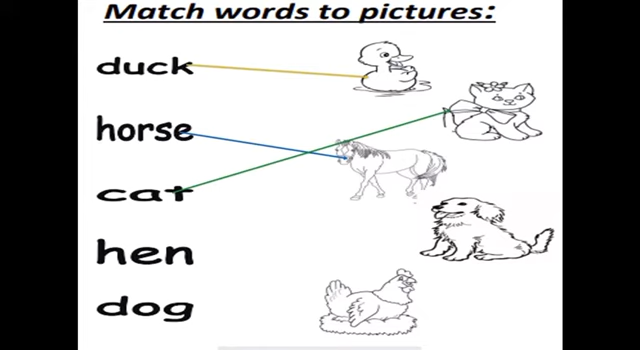 Match words to pictures:
duck
horse
cat
hen
dog